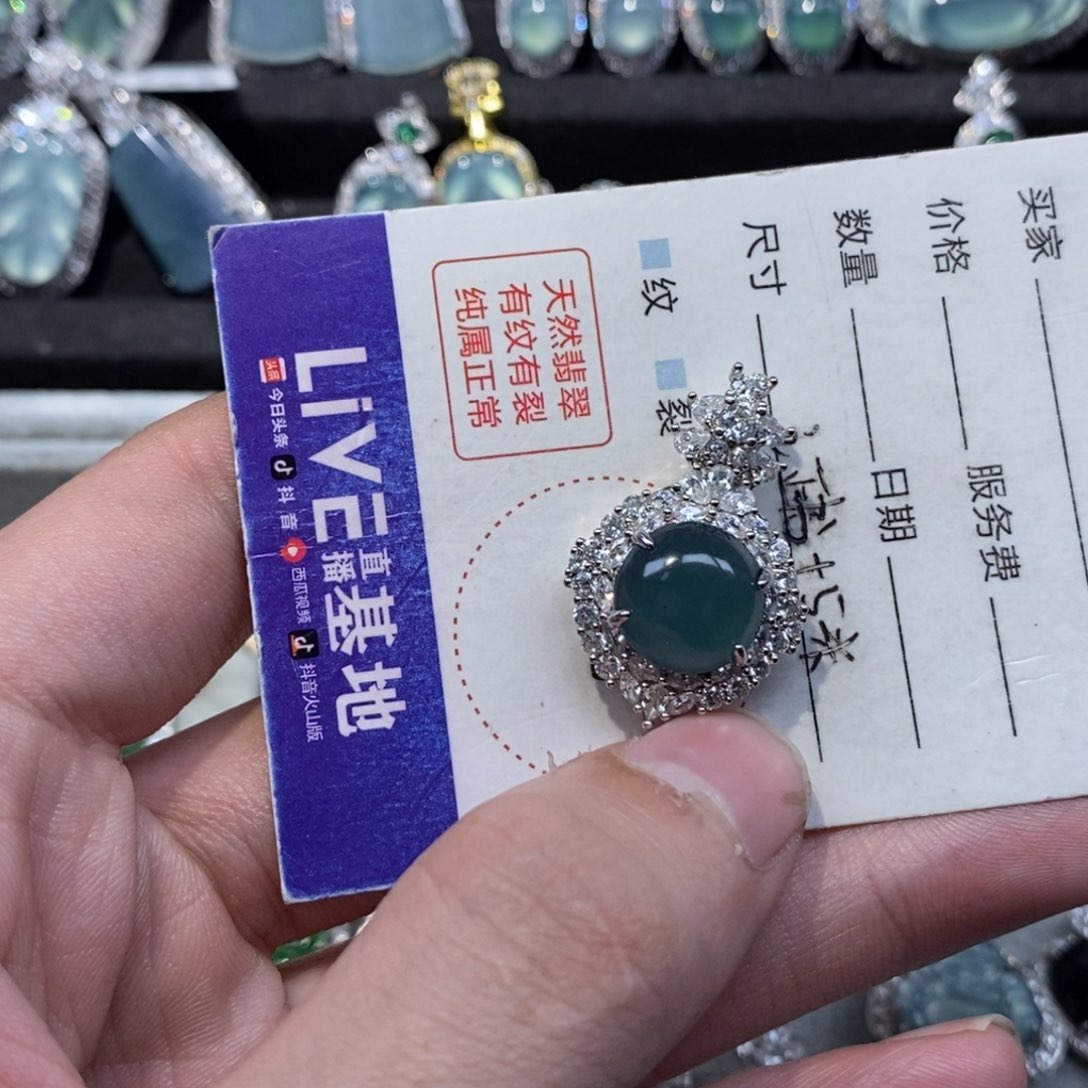 买家
价格 服务费
数量 日期
尺寸
纹 裂
天然翡翠
有纹有裂
纯属正常
LIVE直播基地
头条 今日头条 抖音 西瓜视频 抖音火山版